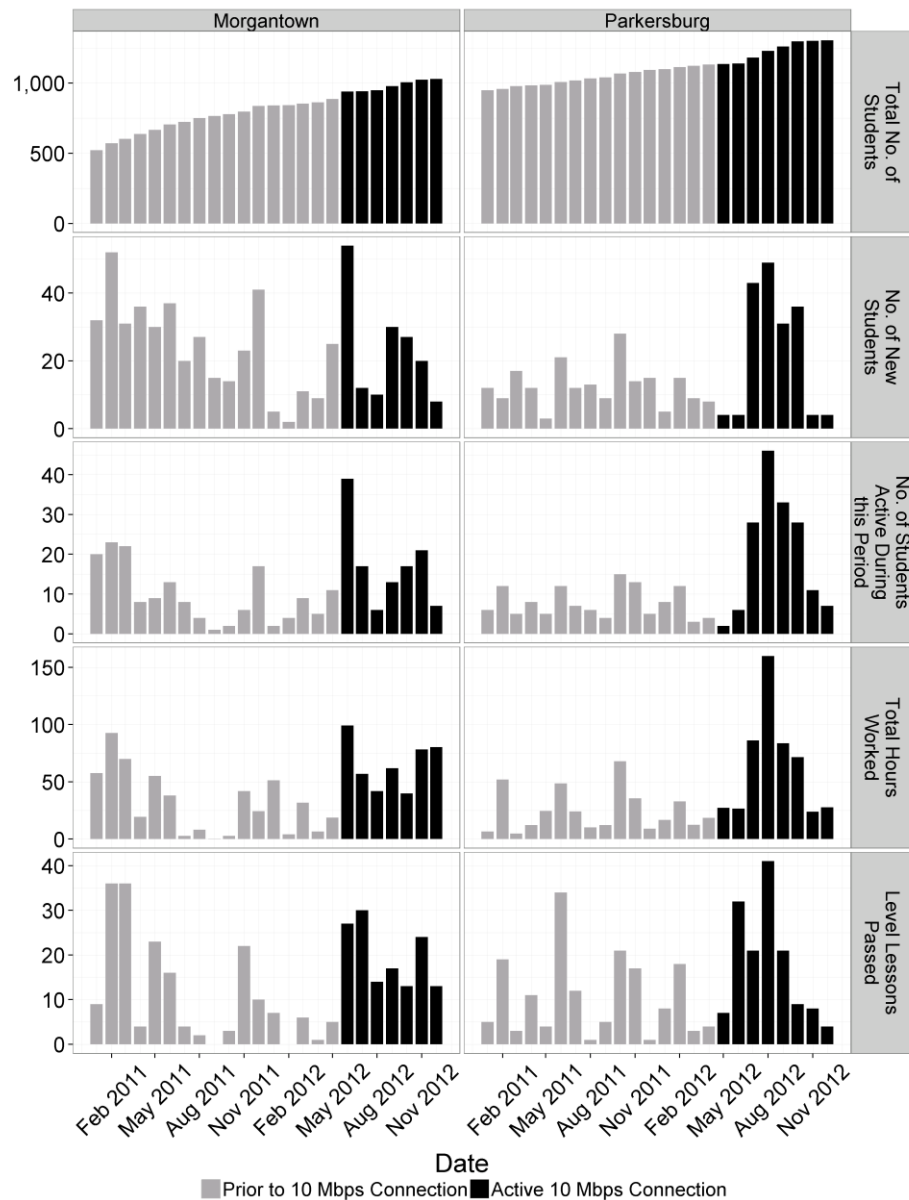 Morgantown
Parkersburg
1,000
500
0
Total No. of
Students
40
20
0
No. of New
Students
40
30
20
10
0
No. of Students
Active During
this Period
150
100
50
0
Total Hours
Worked
40
30
20
10
0
Level Lessons
Passed
Feb 2011
May 2011
Aug 2011
Nov 2011
Feb 2012
May 2012
Aug 2012
Nov 2012
Feb 2011
May 2011
Aug 2011
Nov 2011
Feb 2012
May 2012
Aug 2012
Nov 2012
Date
Prior to 10 Mbps Connection Active 10 Mbps Connection